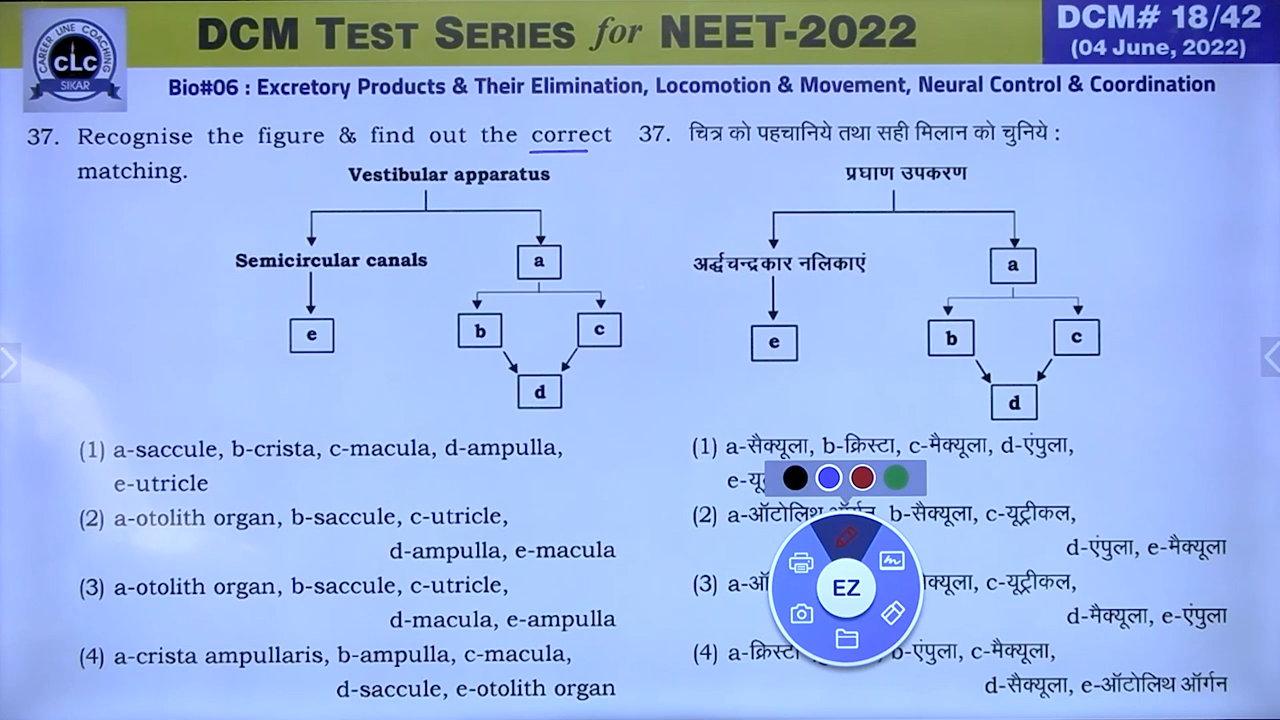 CAREER LINE COACHING
CLC
SIKAR
DCM TEST SERIES for NEET-2022
DCM# 18/42
(04 June, 2022)
Bio#06 : Excretory Products & Their Elimination, Locomotion & Movement, Neural Control & Coordination
37. Recognise the figure & find out the correct
matching.
Vestibular apparatus
Semicircular canals
a
e
b
c
d
(1) a-saccule, b-crista, c-macula, d-ampulla,
e-utricle
(2) a-otolith organ, b-saccule, c-utricle,
d-ampulla, e-macula
(3) a-otolith organ, b-saccule, c-utricle,
d-macula, e-ampulla
(4) a-crista ampullaris, b-ampulla, c-macula,
d-saccule, e-otolith organ
37. चित्र को पहचानिये तथा सही मिलान को चुनिये :
प्रघाण उपकरण
अर्द्धचन्द्रकार नलिकाएं
a
e
b
c
d
(1) a-सैक्यूला, b-क्रिस्टा, c-मैक्यूला, d-एंपुला,
(2) a-ऑटोलिथ b-सैक्यूला, c-यूट्रीकल,
d-एंपुला, e-मैक्यूला
(3) c-यूट्रीकल,
d-मैक्यूला, e-एंपुला
(4) b-एंपुला, c-मैक्यूला,
d-सैक्यूला, e-ऑटोलिथ ऑर्गन
EZ